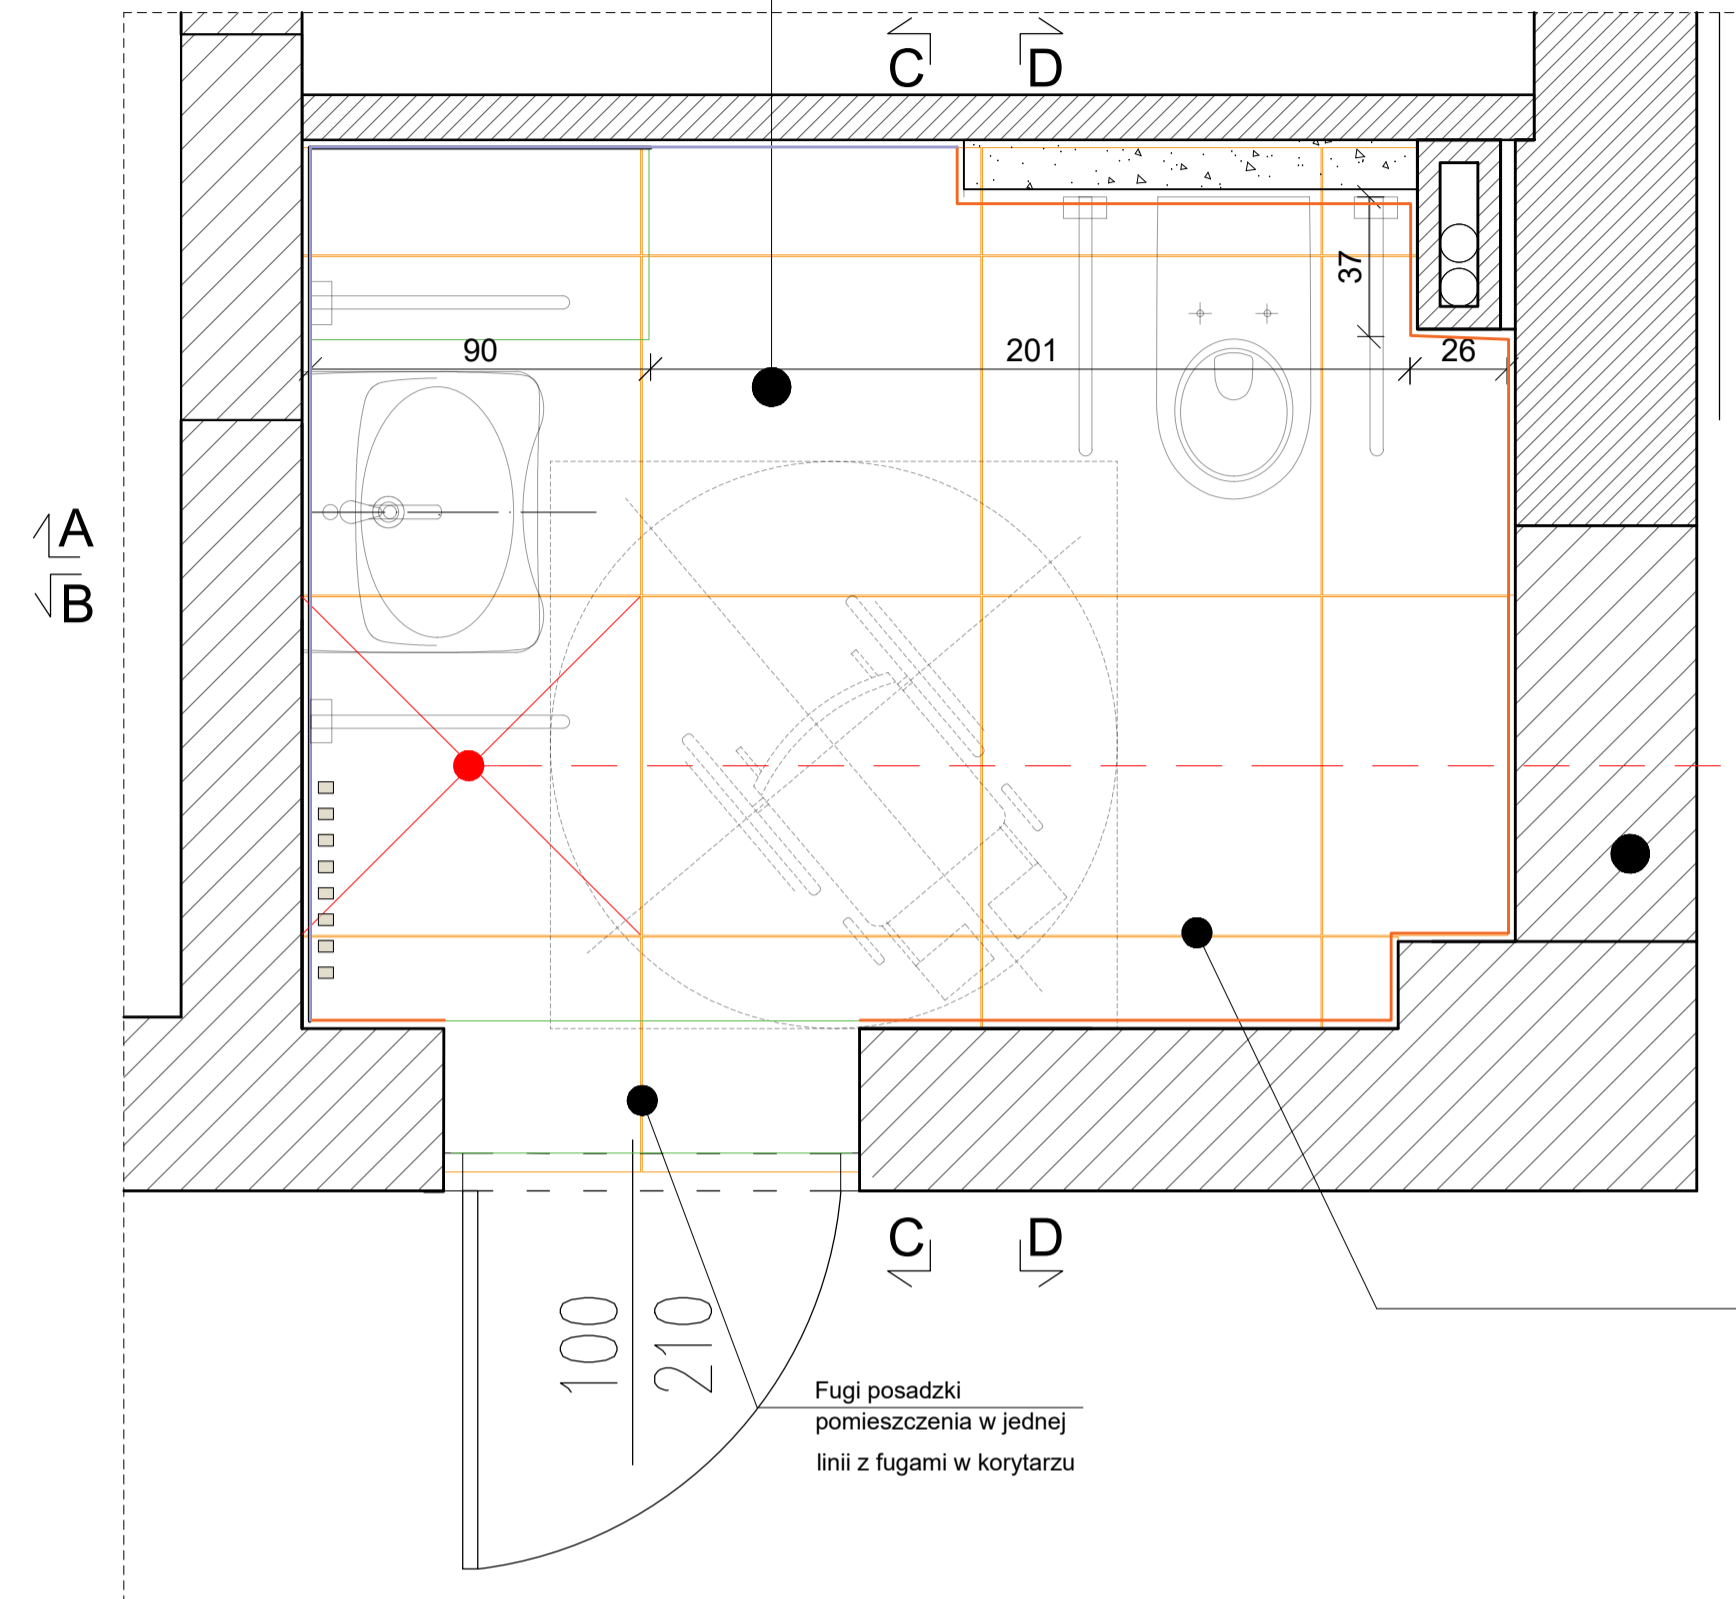 C D
37
90 201 26
A
B
C D
100
210
Fugi posadzki
pomieszczenia w jednej
linii z fugami w korytarzu